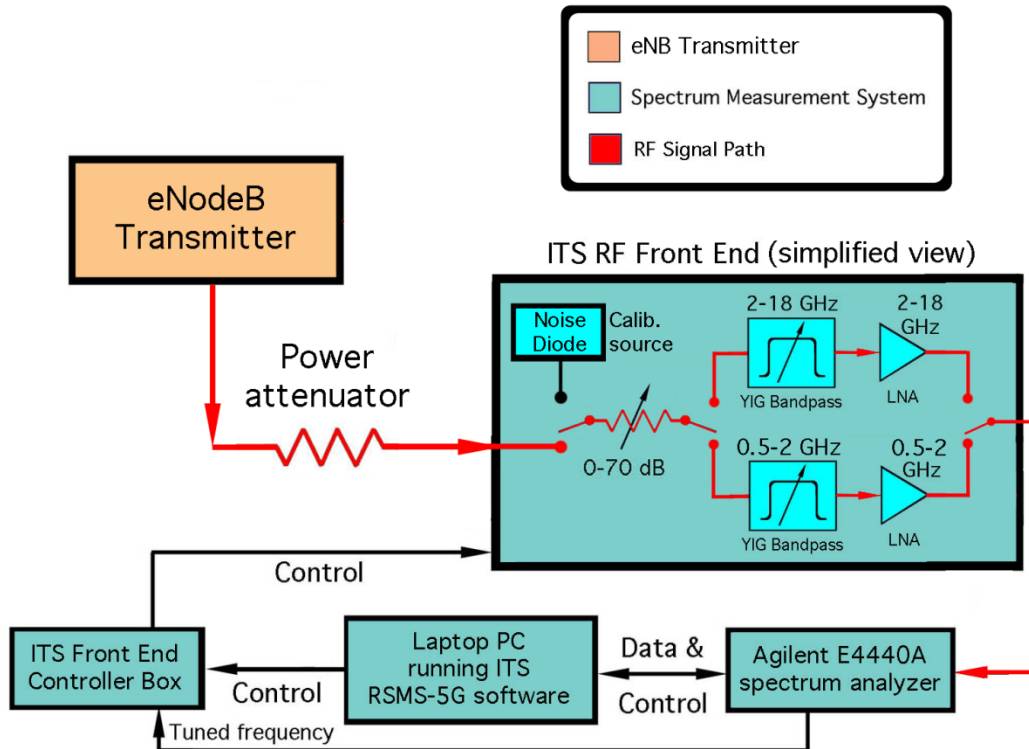 eNB Transmitter
Spectrum Measurement System
RF Signal Path
eNodeB
Transmitter
ITS RF Front End (simplified view)
Noise
Diode
Calib.
source
2-18 GHz
2-18
GHz
YIG Bandpass
LNA
Power
attenuator
0-70 dB
0.5-2 GHz
0.5-2
GHz
YIG Bandpass
LNA
Control
ITS Front End
Controller Box
Control
Laptop PC
running ITS
RSMS-5G software
Data &
Control
Agilent E4440A
spectrum analyzer
Tuned frequency